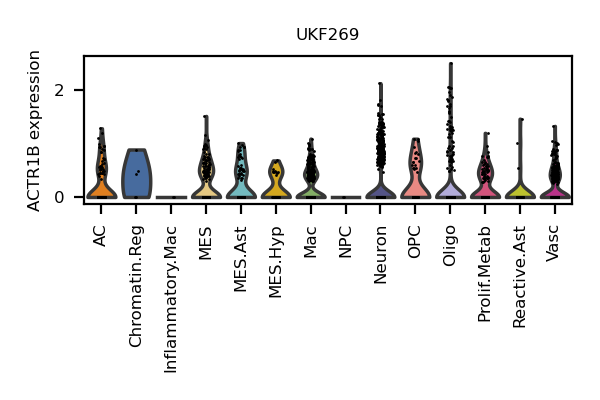 UKF269
ACTR1B expression
2
0
AC
Chromatin.Reg
Inflammatory.Mac
MES
MES.Ast
MES.Hyp
Mac
NPC
Neuron
OPC
Oligo
Prolif.Metab
Reactive.Ast
Vasc